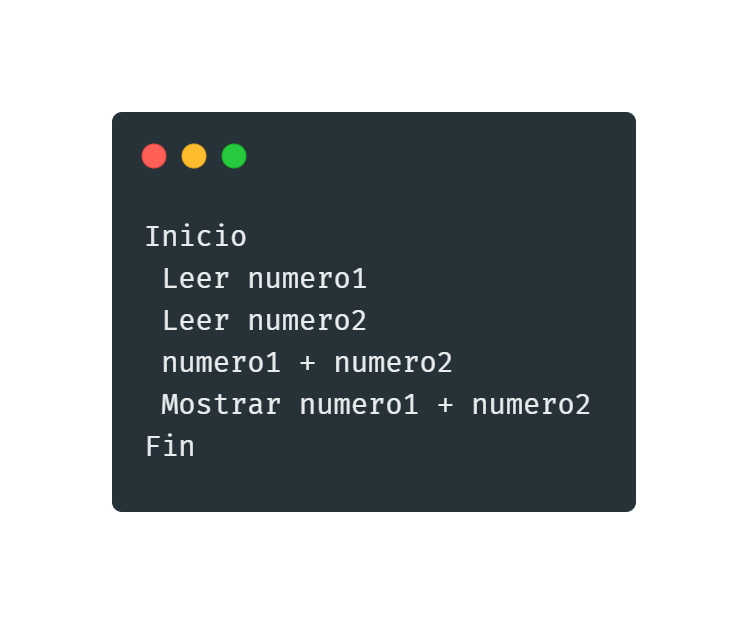 Inicio
Leer numero1
Leer numero2
numero1 + numero2
Mostrar numero1 + numero2
Fin